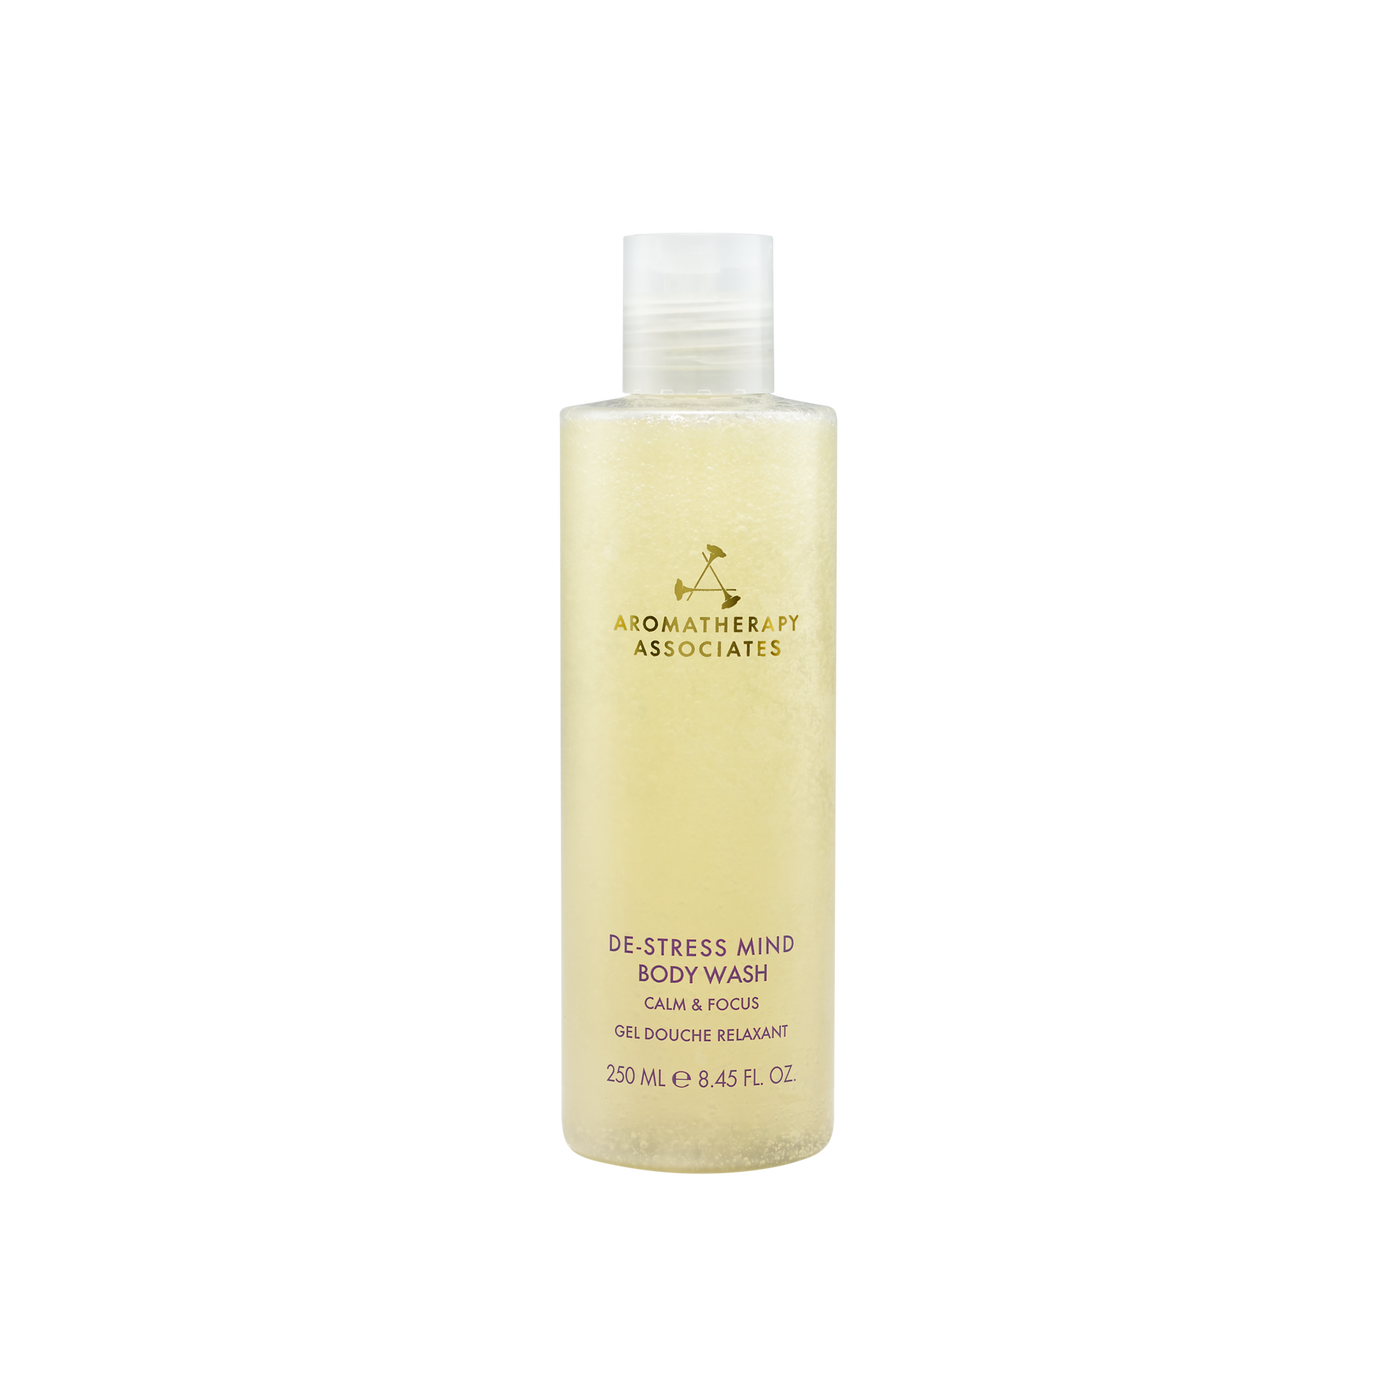 AROMATHERAPY
ASSOCIATES
DE-STRESS MIND
BODY WASH
CALM & FOCUS
GEL DOUCHE RELAXANT
250 ML ℮ 8.45 FL. OZ.